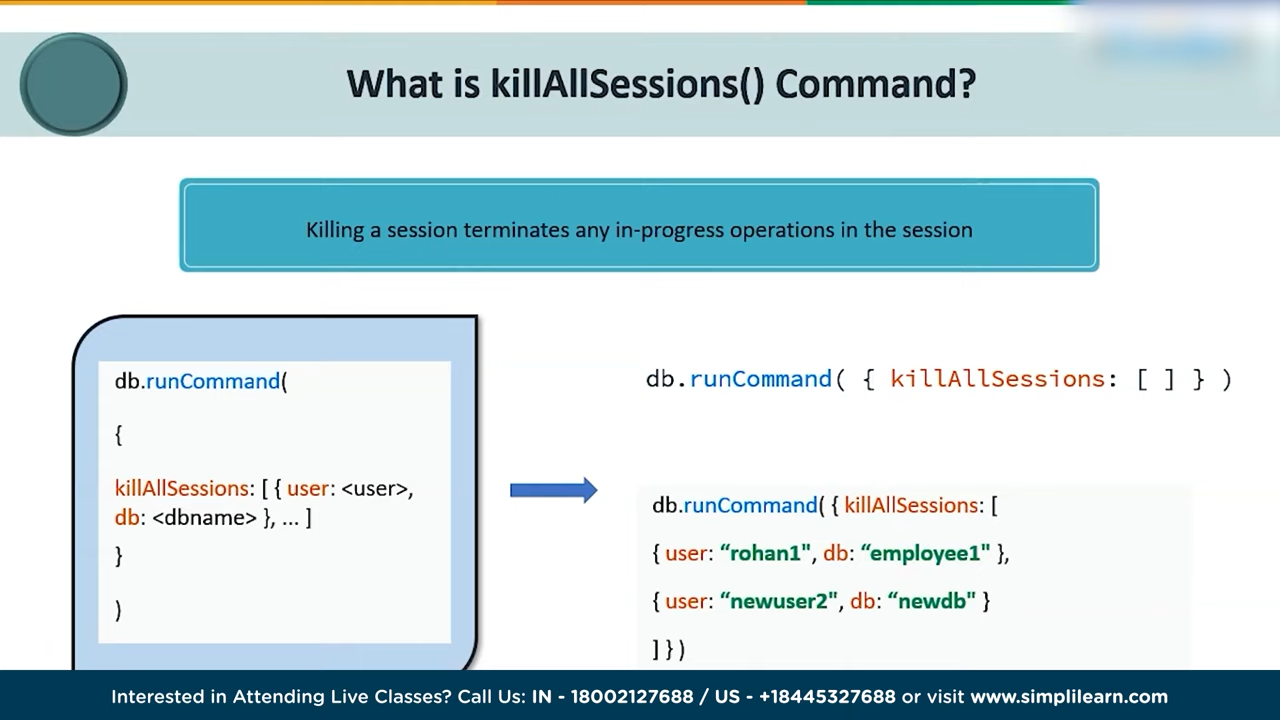 What is killAllSessions() Command?
Killing a session terminates any in-progress operations in the session
db.runCommand(
{
killAllSessions: [ { user: <user>,
db: <dbname> }, ... ]
}
)
db.runCommand( { killAllSessions: [ ] } )
db.runCommand( { killAllSessions: [
{ user: “rohan1", db: “employee1" },
{ user: “newuser2", db: “newdb" }
] } )
Interested in Attending Live Classes? Call Us: IN - 18002127688 / US - +18445327688 or visit www.simplilearn.com